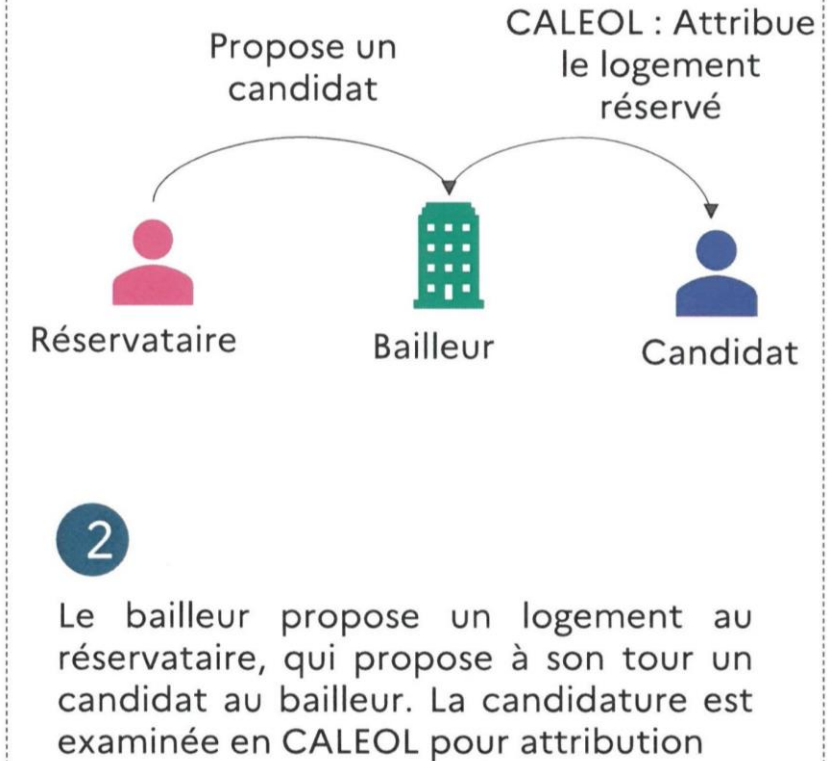 Propose un
candidat
CALEOL : Attribue
le logement
réservé
Réservataire
Bailleur
Candidat
2
Le bailleur propose un logement au
réservataire, qui propose à son tour un
candidat au bailleur. La candidature est
examinée en CALEOL pour attribution